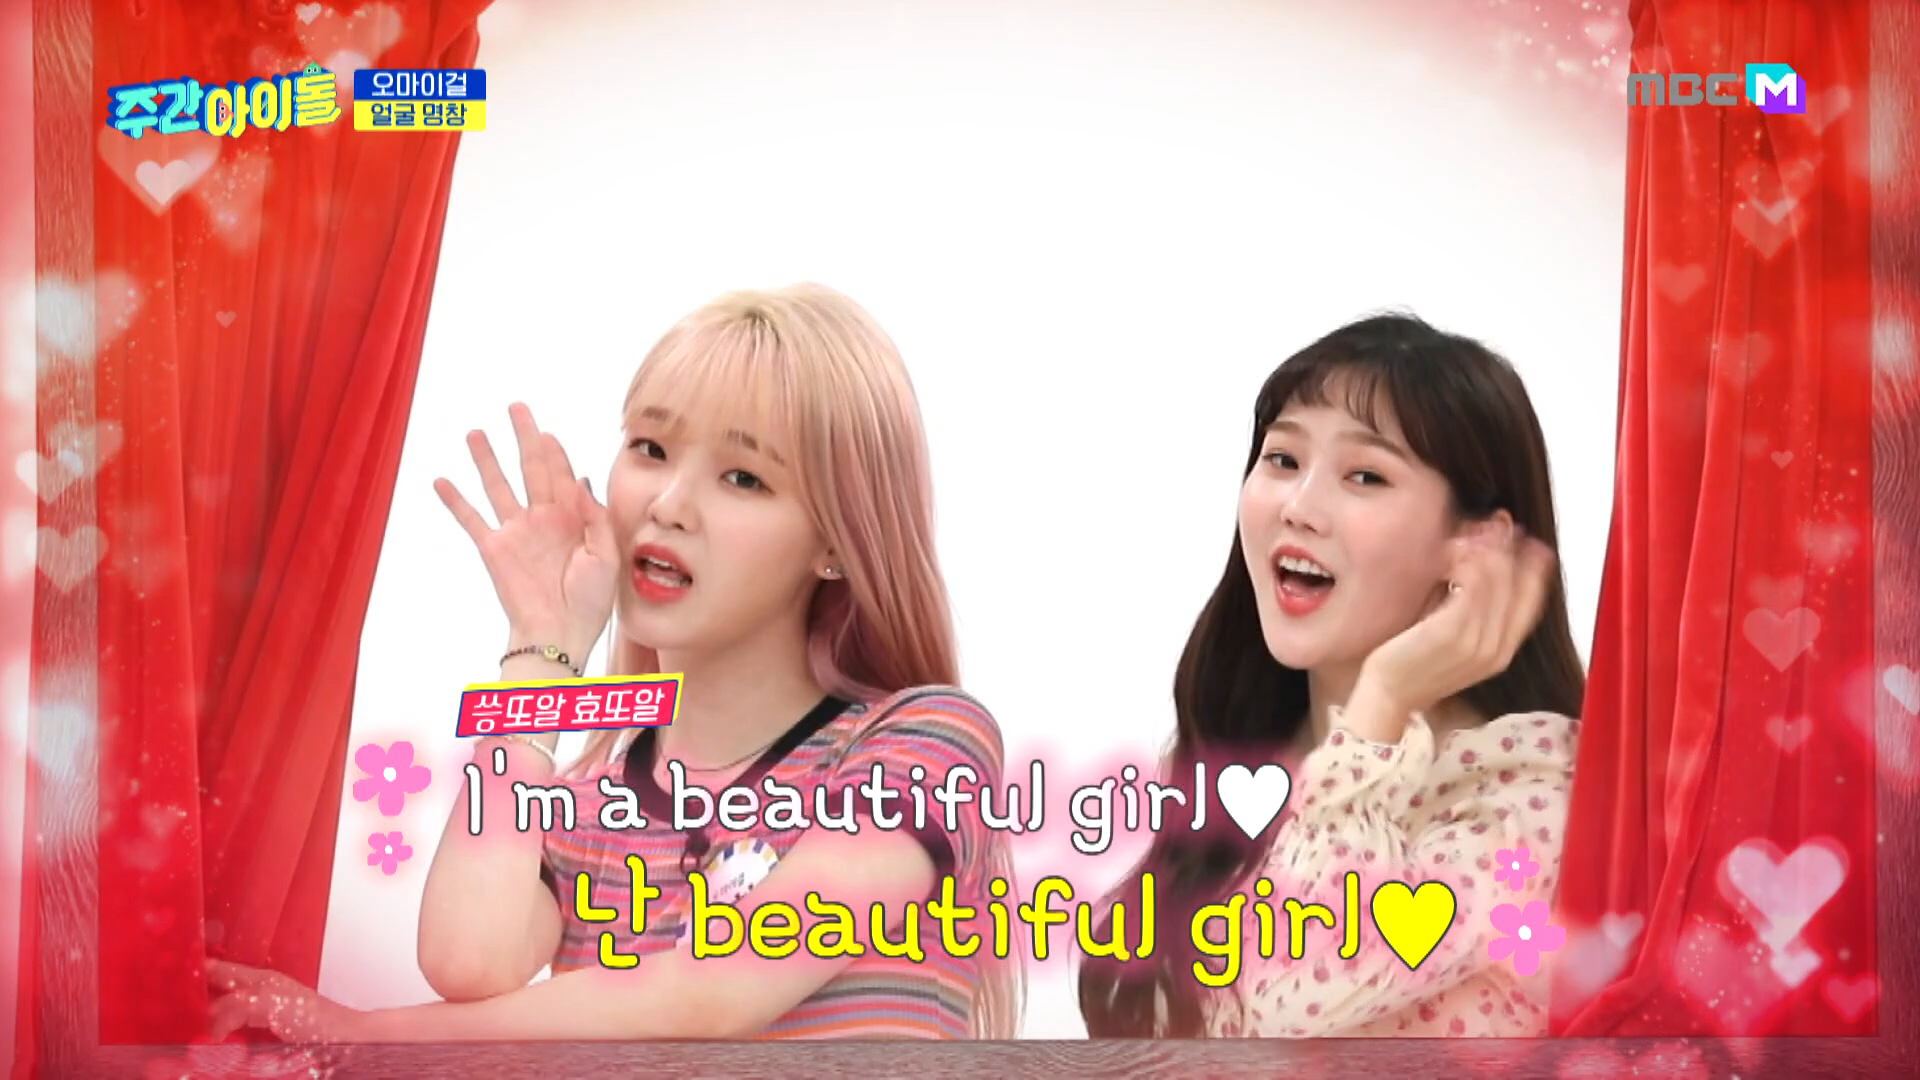 주간아이돌
오마이걸
얼굴 명창
MBC M
쓩또알 효또알
I'm a beautiful girl♥
난 beautiful girl♥